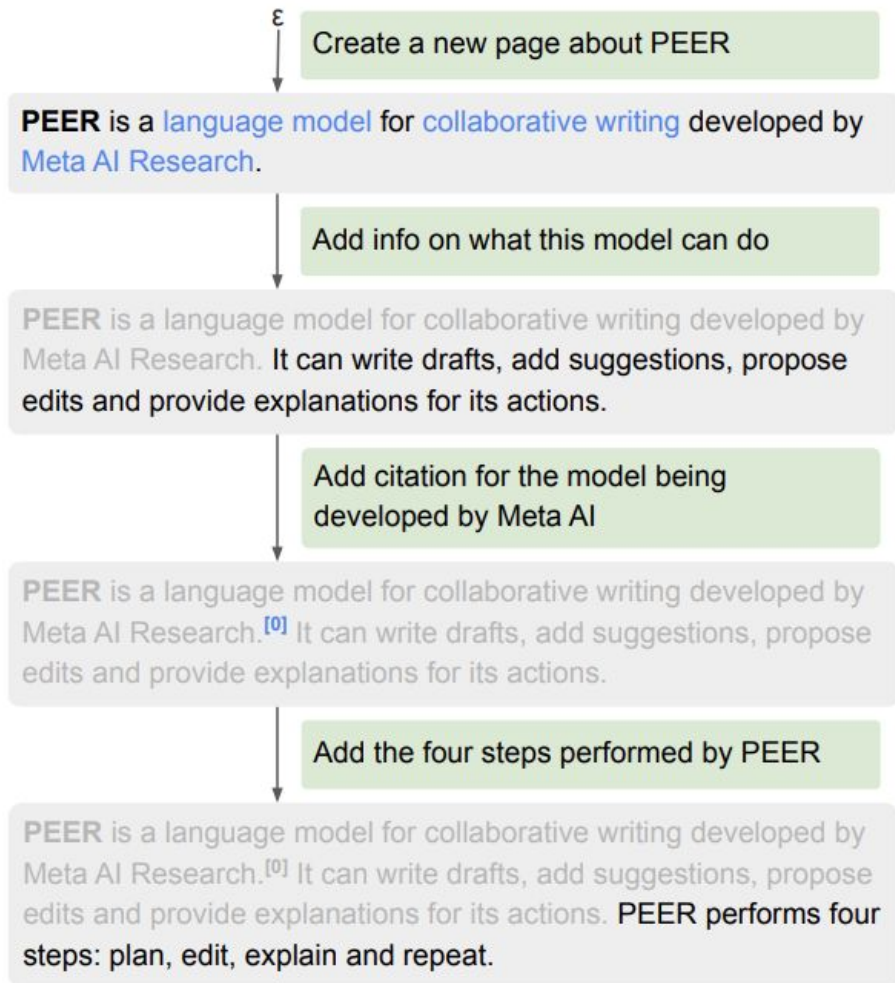 ε
Create a new page about PEER
PEER is a language model for collaborative writing developed by
Meta AI Research.
Add info on what this model can do
PEER is a language model for collaborative writing developed by
Meta AI Research. It can write drafts, add suggestions, propose
edits and provide explanations for its actions.
Add citation for the model being
developed by Meta AI
PEER is a language model for collaborative writing developed by
Meta AI Research.[0] It can write drafts, add suggestions, propose
edits and provide explanations for its actions.
Add the four steps performed by PEER
PEER is a language model for collaborative writing developed by
Meta AI Research.[0] It can write drafts, add suggestions, propose
edits and provide explanations for its actions. PEER performs four
steps: plan, edit, explain and repeat.